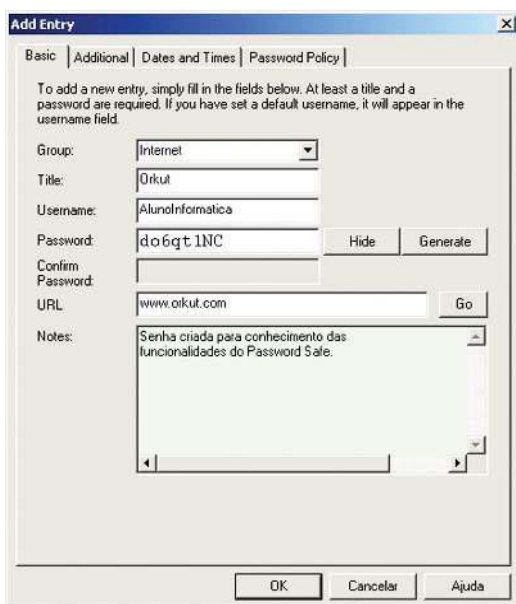 Add Entry
Basic Additional Dates and Times Password Policy
To add a new entry, simply fill in the fields below. At least a title and a
password are required. If you have set a default username, it will appear in the
username field.
Group: Internet
Title: Orkut
Username: AlunoInformatica
Password: do6qt1NC Hide Generate
Confirm
Password:
URL www.orkut.com Go
Notes: Senha criada para conhecimento das
funcionalidades do Password Safe.
OK Cancelar Ajuda